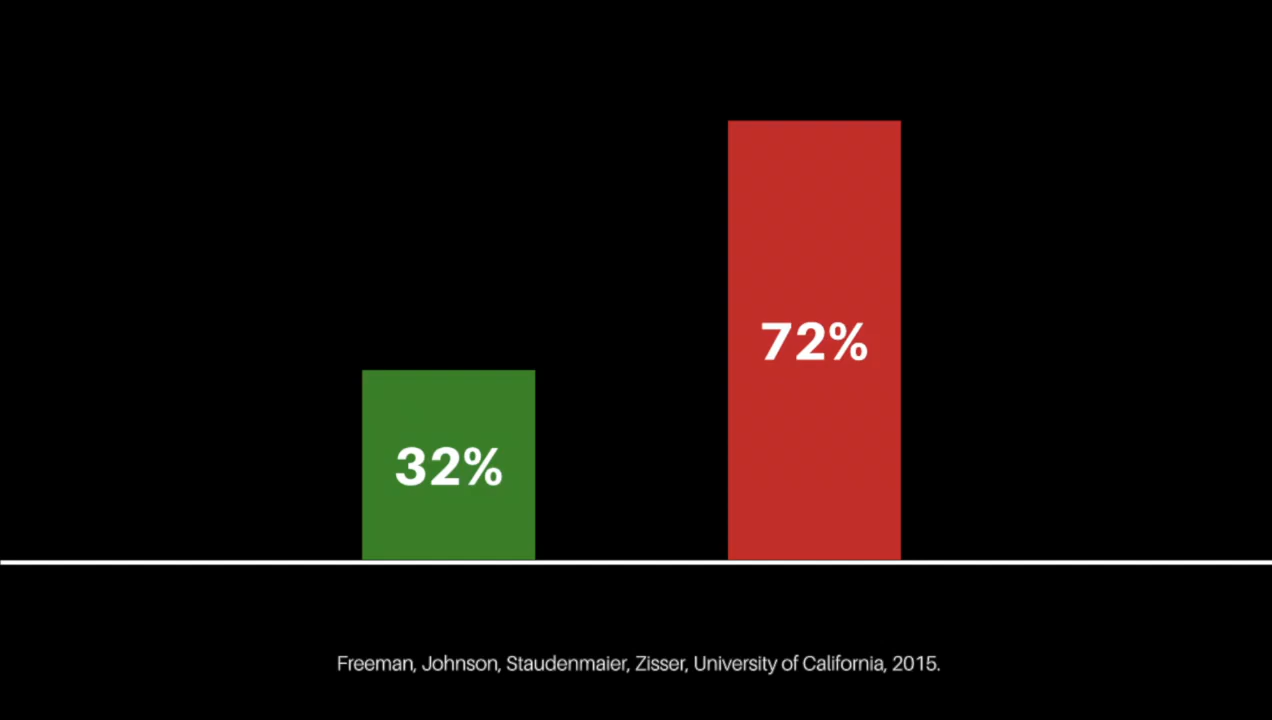 72%
32%
Freeman, Johnson, Staudenmaier, Zisser, University of California, 2015.